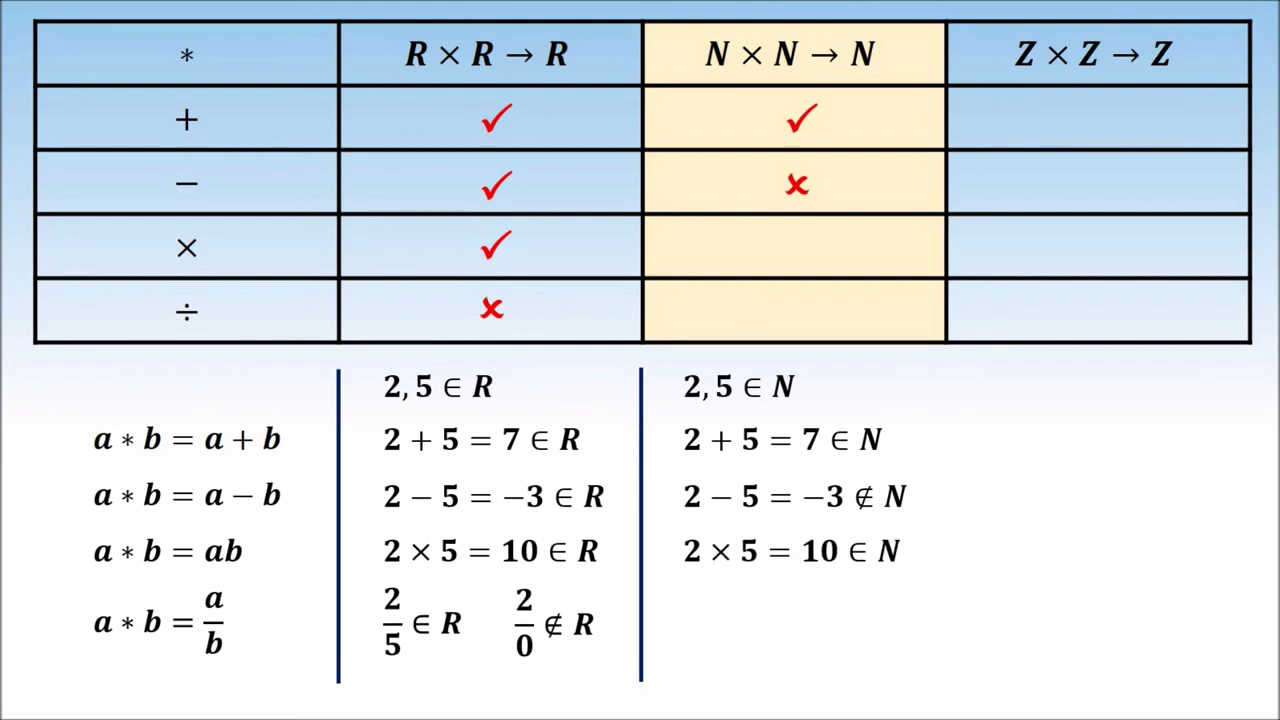 * R × R → R N × N → N Z × Z → Z
+ ✓ ✓
− ✗ ✓
× ✓
÷ ✗
2, 5 ∈ R 2, 5 ∈ N
a * b = a + b 2 + 5 = 7 ∈ R 2 + 5 = 7 ∈ N
a * b = a − b 2 − 5 = −3 ∈ R 2 − 5 = −3 ∉ N
a * b = ab 2 × 5 = 10 ∈ R 2 × 5 = 10 ∈ N
a * b = a/b 2/5 ∈ R 2/0 ∉ R